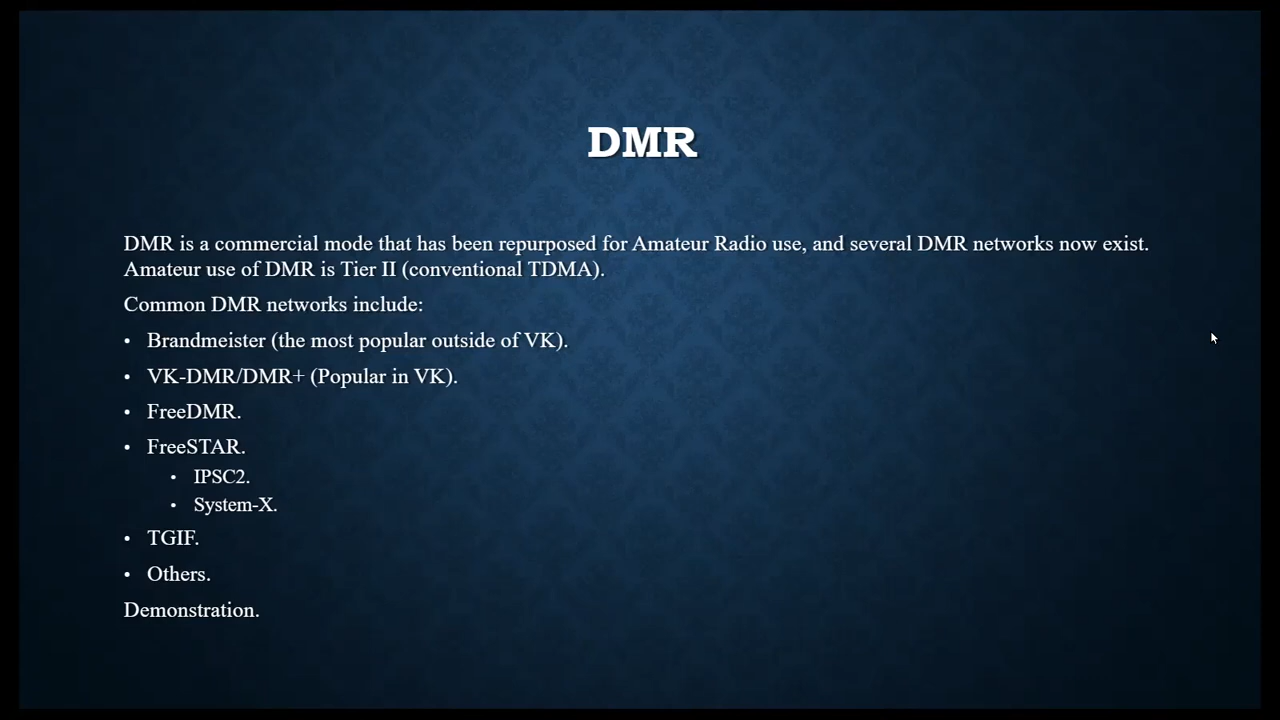 DMR
DMR is a commercial mode that has been repurposed for Amateur Radio use, and several DMR networks now exist.
Amateur use of DMR is Tier II (conventional TDMA).
Common DMR networks include:
• Brandmeister (the most popular outside of VK).
• VK-DMR/DMR+ (Popular in VK).
• FreeDMR.
• FreeSTAR.
• IPSC2.
• System-X.
• TGIF.
• Others.
Demonstration.